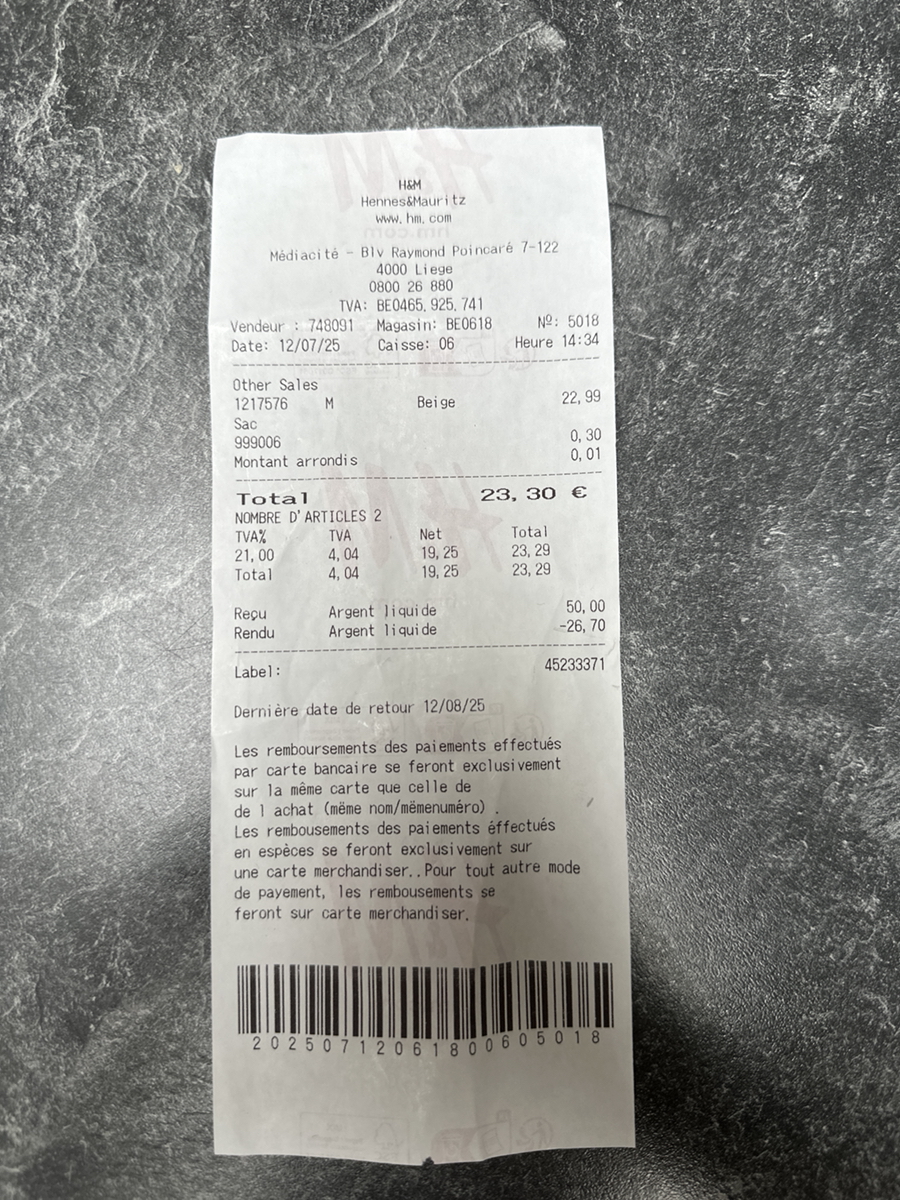 H&M
Hennes&Mauritz
www.hm.com
Médiacité - Blv Raymond Poincaré 7-122
4000 Liege
0800 26 880
TVA: BE0465.925.741
Vendeur : 748091 Magasin: BE0618 Nº: 5018
Date: 12/07/25 Caisse: 06 Heure 14:34
Other Sales
1217576 M Beige 22,99
Sac
999006 0,30
Montant arrondis 0,01
Total 23,30 €
NOMBRE D'ARTICLES 2
TVA% TVA Net Total
21,00 4,04 19,25 23,29
Total 4,04 19,25 23,29
Reçu Argent liquide 50,00
Rendu Argent liquide -26,70
Label: 45233371
Dernière date de retour 12/08/25
Les remboursements des paiements effectués
par carte bancaire se feront exclusivement
sur la même carte que celle de
de l achat (mëme nom/mëmenuméro) .
Les rembousements des paiements éffectués
en espèces se feront exclusivement sur
une carte merchandiser..Pour tout autre mode
de payement, les rembousements se
feront sur carte merchandiser.
20250712061800605018